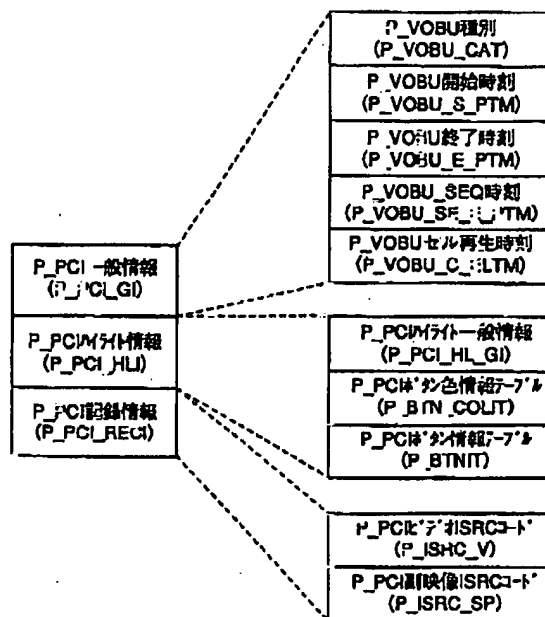 P_PCI一般情報
(P_PCI_GI)
P_PCIハイライト情報
(P_PCI_HLI)
P_PCI記録情報
(P_PCI_RECI)
P_VOBU種別
(P_VOBU_CAT)
P_VOBU開始時刻
(P_VOBU_S_PTM)
P_VOBU終了時刻
(P_VOBU_E_PTM)
P_VOBU_SEQ時刻
P_VOBUセル再生時刻
(P_VOBU_C_ELTM)
P_PCIハイライト一般情報
(P_PCI_HL_GI)
P_PCIボタン色情報テーブル
(P_BTN_COLIT)
P_PCIボタン情報テーブル
(P_BTNIT)
P_PCIビデオISRCコード
(P_ISRC_V)
P_PCI副映像ISRCコード
(P_ISRC_SP)